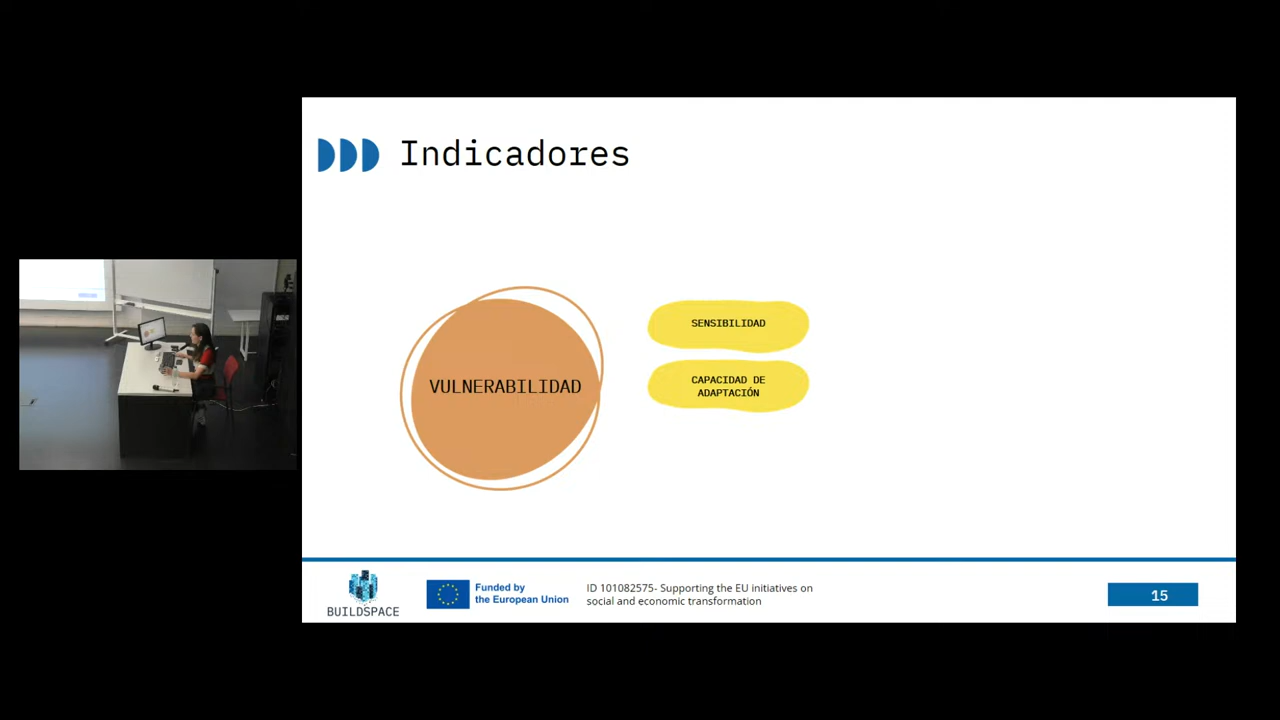 Indicadores
VULNERABILIDAD
SENSIBILIDAD
CAPACIDAD DE
ADAPTACIÓN
BUILDSPACE
Funded by
the European Union
ID 101082575- Supporting the EU initiatives on
social and economic transformation
15